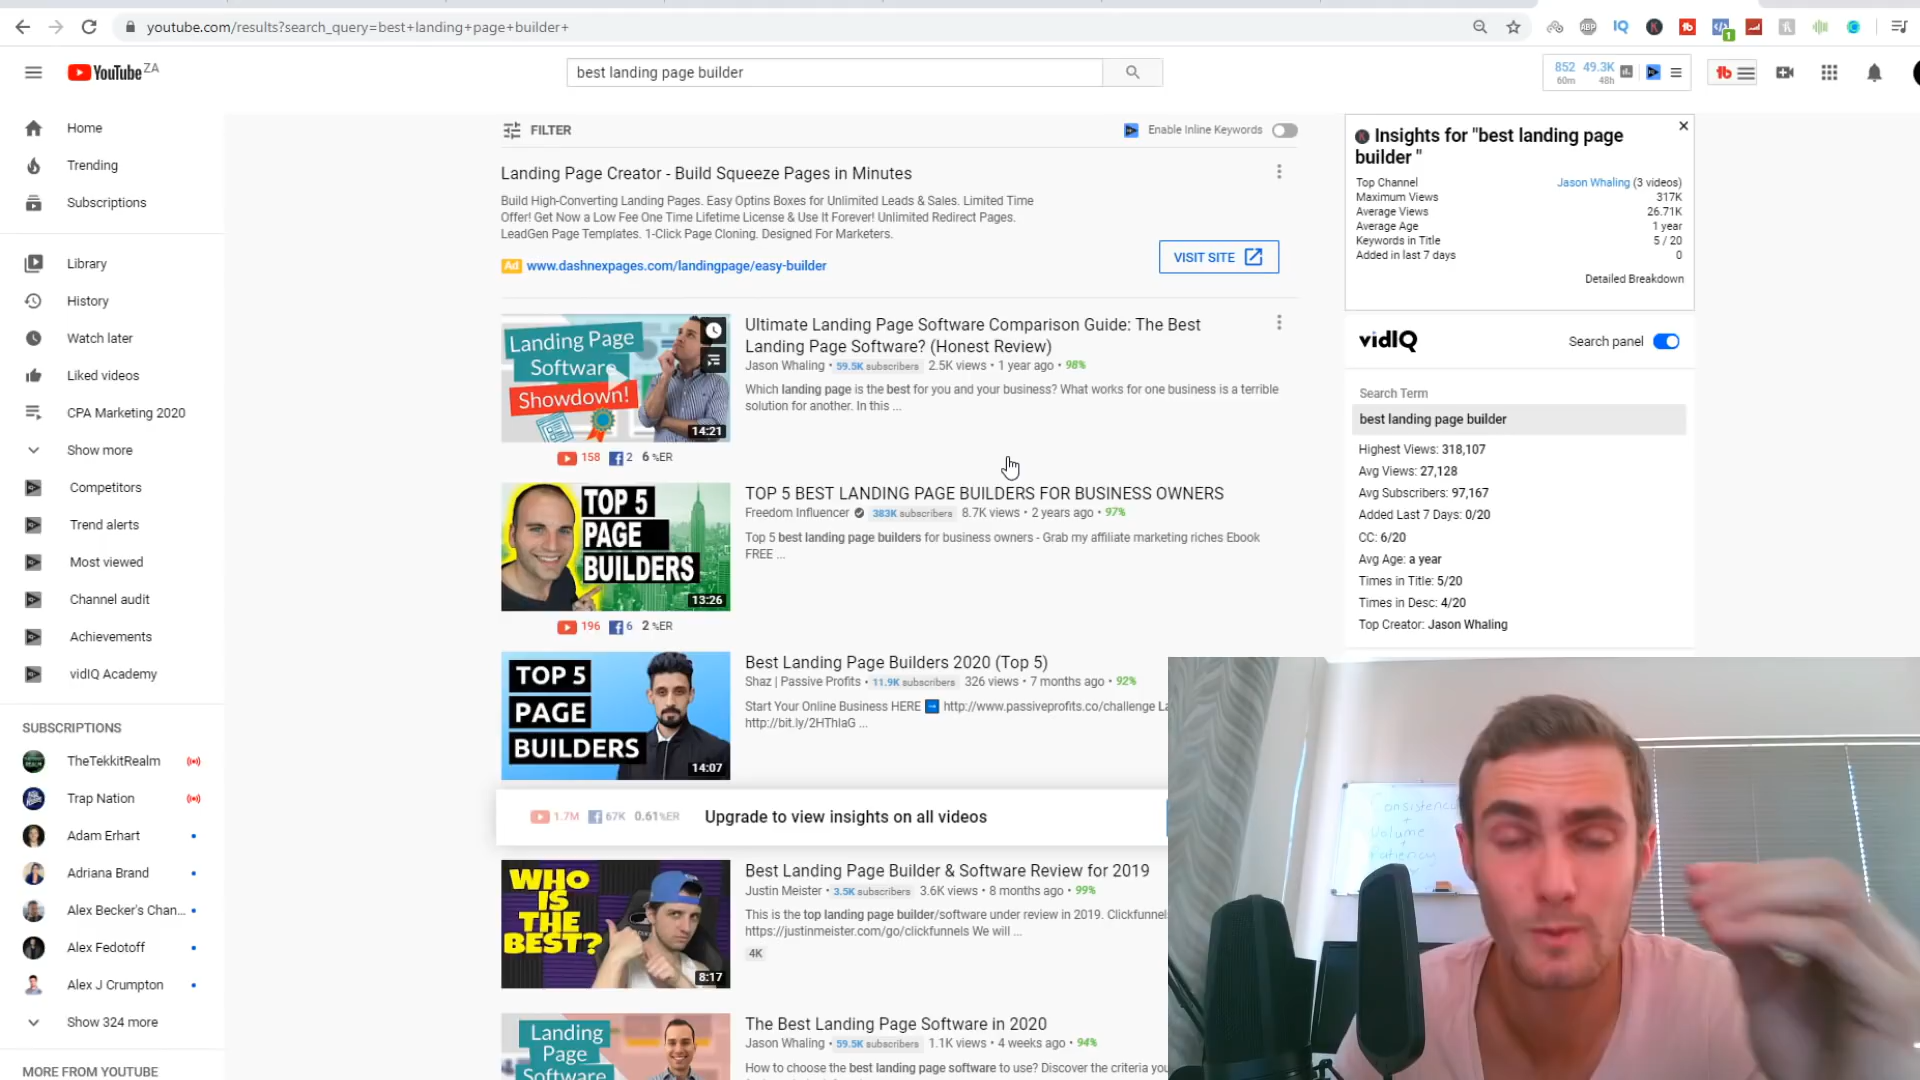 youtube.com/results?search_query=best+landing+page+builder+
ABP
IQ
1
YouTube ZA
best landing page builder
852 49.3K
60m 48h
Home
Trending
Subscriptions
Library
History
Watch later
Liked videos
CPA Marketing 2020
Show more
Competitors
Trend alerts
Most viewed
Channel audit
Achievements
vidIQ Academy
SUBSCRIPTIONS
TheTekkitRealm
Trap Nation
Adam Erhart
Adriana Brand
Alex Becker's Chan...
Alex Fedotoff
Alex J Crumpton
Show 324 more
MORE FROM YOUTUBE
FILTER
Enable Inline Keywords
Landing Page Creator - Build Squeeze Pages in Minutes
Build High-Converting Landing Pages. Easy Optins Boxes for Unlimited Leads & Sales. Limited Time
Offer! Get Now a Low Fee One Time Lifetime License & Use It Forever! Unlimited Redirect Pages.
LeadGen Page Templates. 1-Click Page Cloning. Designed For Marketers.
Ad www.dashnexpages.com/landingpage/easy-builder
VISIT SITE
Landing Page
Software
Showdown!
14:21
Ultimate Landing Page Software Comparison Guide: The Best
Landing Page Software? (Honest Review)
Jason Whaling • 59.5K subscribers 2.5K views • 1 year ago • 98%
Which landing page is the best for you and your business? What works for one business is a terrible
solution for another. In this ...
158 2 6 %ER
TOP 5
PAGE
BUILDERS
13:26
TOP 5 BEST LANDING PAGE BUILDERS FOR BUSINESS OWNERS
Freedom Influencer 383K subscribers 8.7K views • 2 years ago • 97%
Top 5 best landing page builders for business owners - Grab my affiliate marketing riches Ebook
FREE ...
196 6 2 %ER
TOP 5
PAGE
BUILDERS
14:07
Best Landing Page Builders 2020 (Top 5)
Shaz | Passive Profits • 11.9K subscribers 326 views • 7 months ago • 92%
Start Your Online Business HERE http://www.passiveprofits.co/challenge La
http://bit.ly/2HThlaG ...
1.7M 67K 0.61%ER
Upgrade to view insights on all videos
WHO
IS
THE
BEST?
8:17
Best Landing Page Builder & Software Review for 2019
Justin Meister • 3.5K subscribers 3.6K views • 8 months ago • 99%
This is the top landing page builder/software under review in 2019. Clickfunnels
https://justinmeister.com/go/clickfunnels We will ...
4K
Landing
Page
Software
The Best Landing Page Software in 2020
Jason Whaling • 59.5K subscribers 1.1K views • 4 weeks ago • 94%
How to choose the best landing page software to use? Discover the criteria you
Insights for "best landing page
builder "
Top Channel Jason Whaling (3 videos)
Maximum Views 317K
Average Views 26.71K
Average Age 1 year
Keywords in Title 5 / 20
Added in last 7 days 0
Detailed Breakdown
vidIQ
Search panel
Search Term
best landing page builder
Highest Views: 318,107
Avg Views: 27,128
Avg Subscribers: 97,167
Added Last 7 Days: 0/20
CC: 6/20
Avg Age: a year
Times in Title: 5/20
Times in Desc: 4/20
Top Creator: Jason Whaling
Consistency
+
Volume
+
Patiency